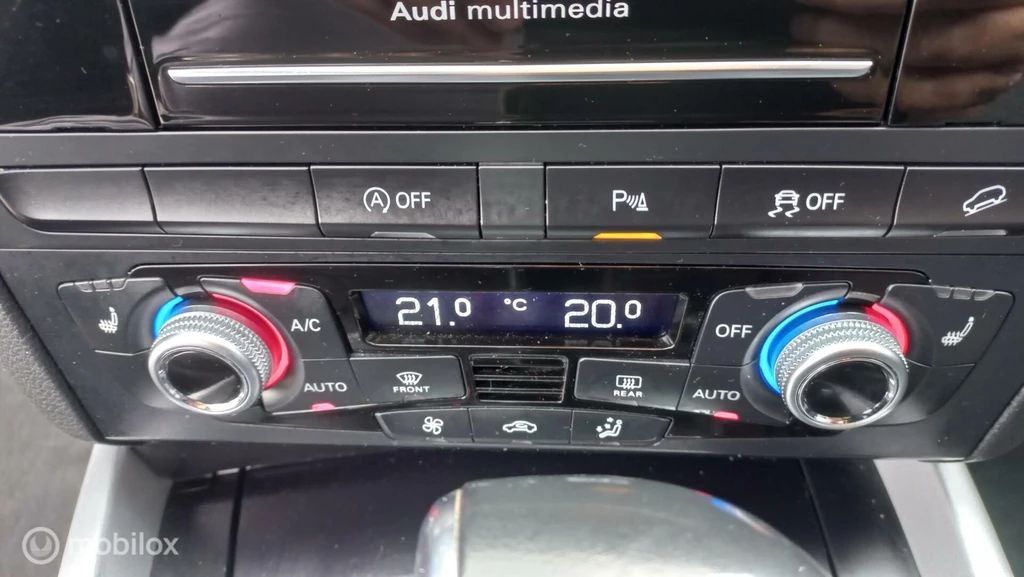 Audi multimedia
OFF
P
OFF
21.0 °C 20.0
A/C
OFF
AUTO
FRONT
REAR
AUTO
mobilox